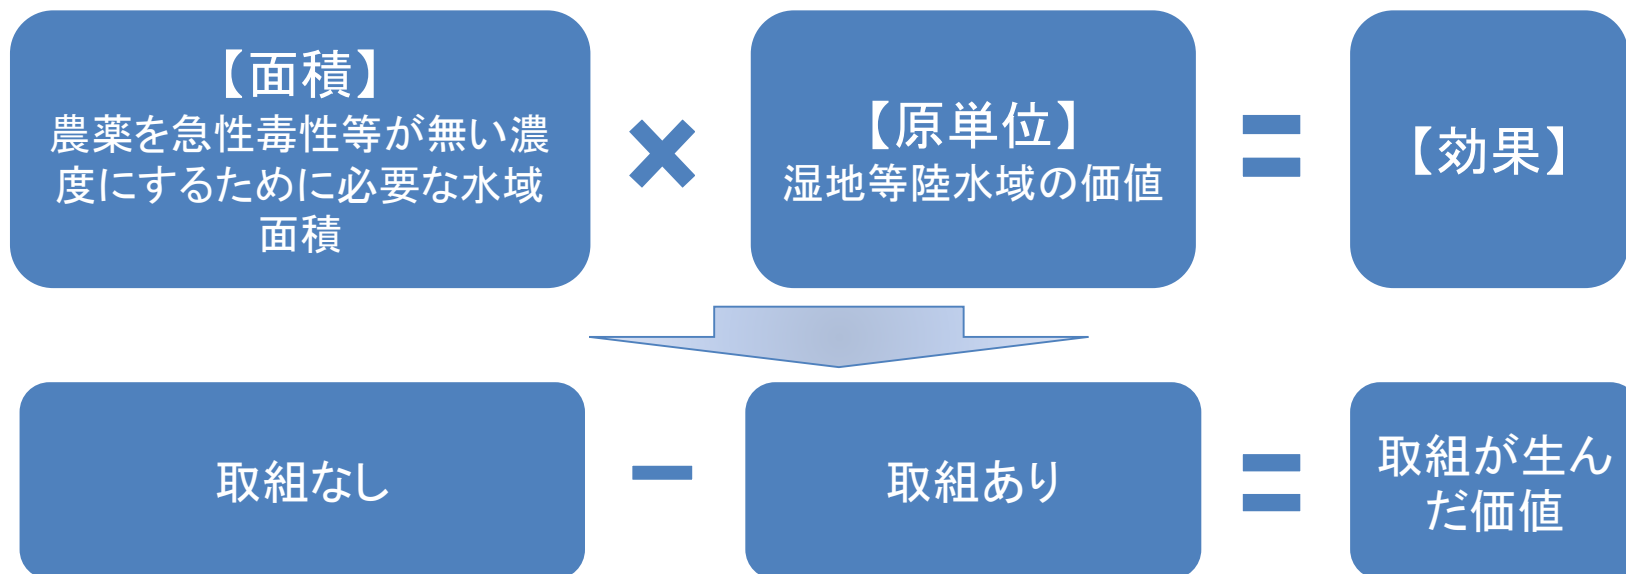 【面積】
農薬を急性毒性等が無い濃
度にするために必要な水域
面積
×
【原単位】
湿地等陸水域の価値
=
【効果】
取組なし
−
取組あり
=
取組が生ん
だ価値